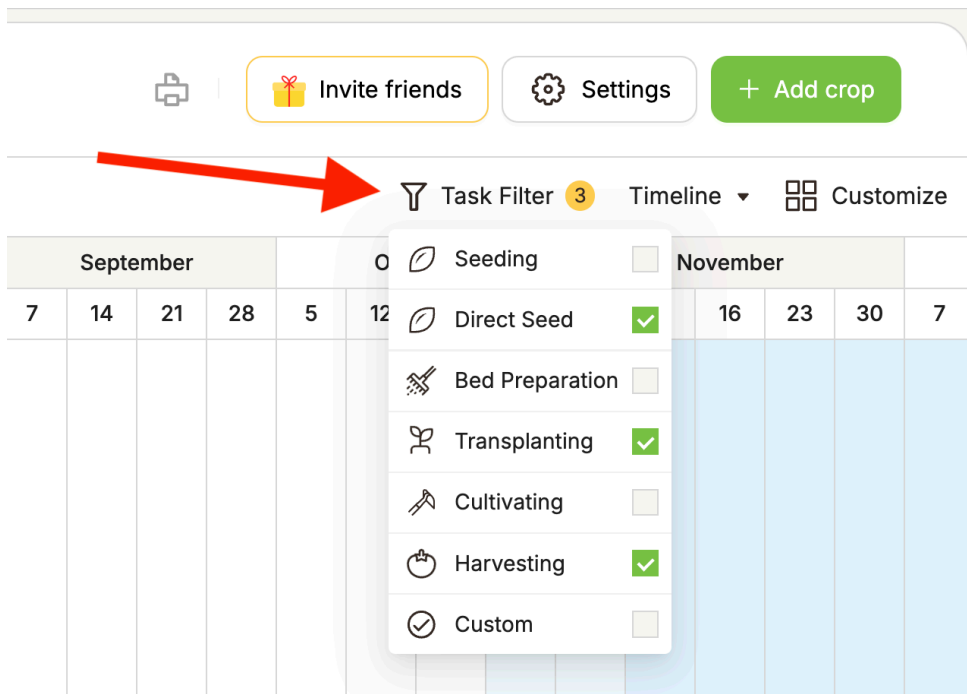 Invite friends
Settings
+ Add crop
Task Filter 3
Timeline
Customize
September
November
7 14 21 28 5 12 16 23 30 7
Seeding
Direct Seed
Bed Preparation
Transplanting
Cultivating
Harvesting
Custom